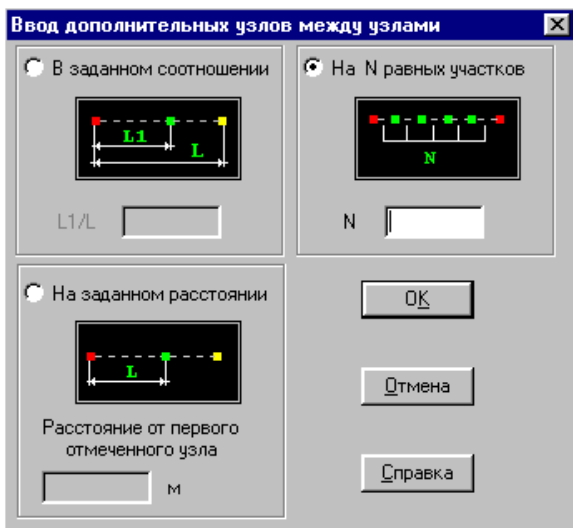 Ввод дополнительных узлов между узлами
В заданном соотношении
L1
L
L1/L
На N равных участков
N
N
На заданном расстоянии
L
Расстояние от первого
отмеченного узла
м
OK
Отмена
Справка